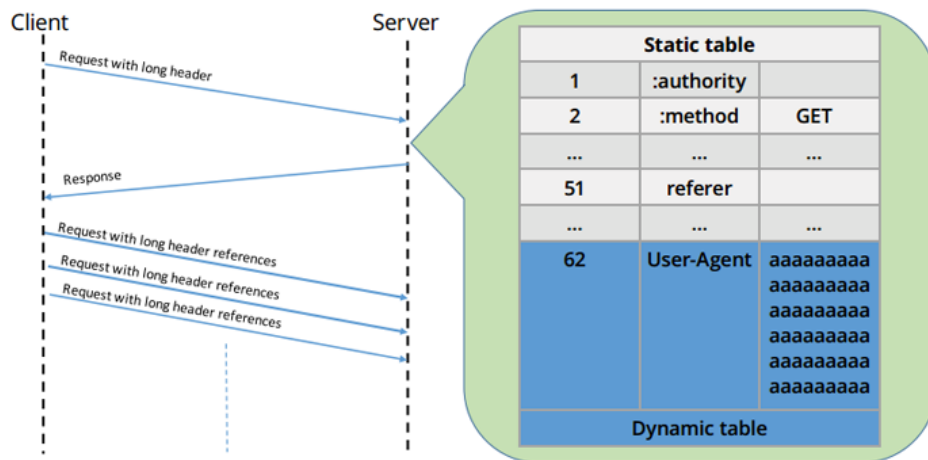 Client
Server
Request with long header
Response
Request with long header references
Request with long header references
Request with long header references
Static table
1 :authority
2 :method GET
... ... ...
51 referer
... ... ...
62 User-Agent aaaaaaaaa
aaaaaaaaa
aaaaaaaaa
aaaaaaaaa
aaaaaaaaa
aaaaaaaaa
Dynamic table